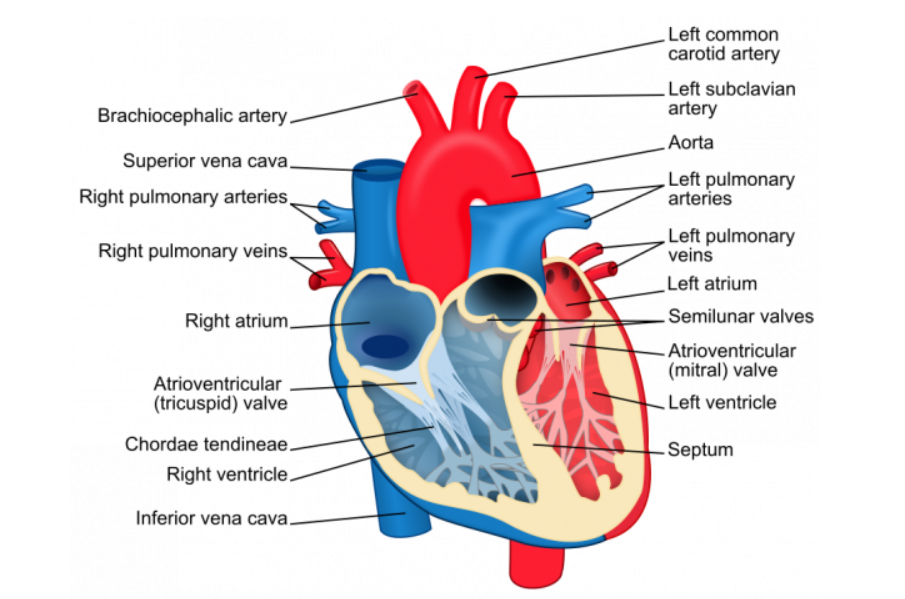 Left common
carotid artery
Left subclavian
artery
Brachiocephalic artery
Aorta
Superior vena cava
Left pulmonary
arteries
Right pulmonary arteries
Left pulmonary
veins
Right pulmonary veins
Left atrium
Semilunar valves
Right atrium
Atrioventricular
(mitral) valve
Atrioventricular
(tricuspid) valve
Left ventricle
Chordae tendineae
Septum
Right ventricle
Inferior vena cava